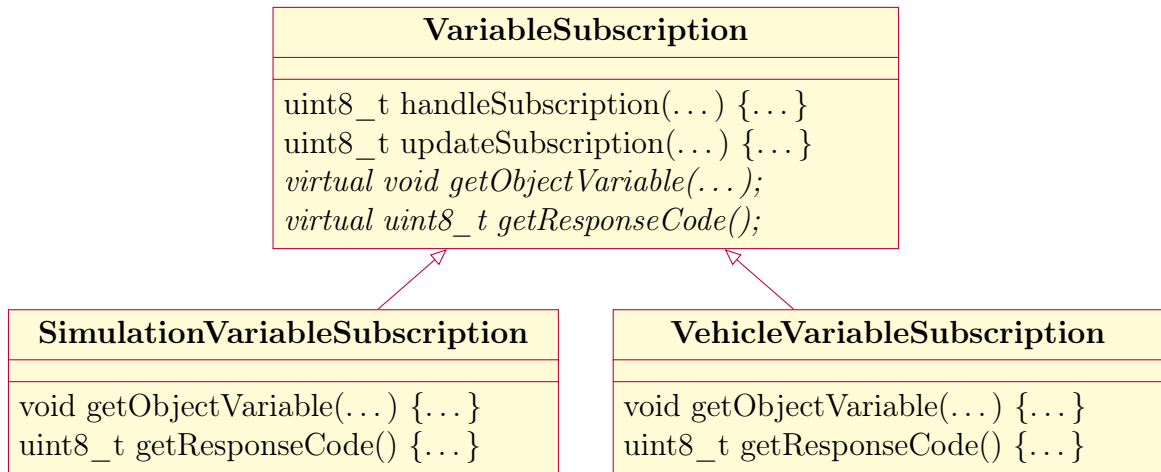 VariableSubscription
uint8_t handleSubscription(...) {...}
uint8_t updateSubscription(...) {...}
virtual void getObjectVariable(...);
virtual uint8_t getResponseCode();
SimulationVariableSubscription
void getObjectVariable(...) {...}
uint8_t getResponseCode() {...}
VehicleVariableSubscription
void getObjectVariable(...) {...}
uint8_t getResponseCode() {...}